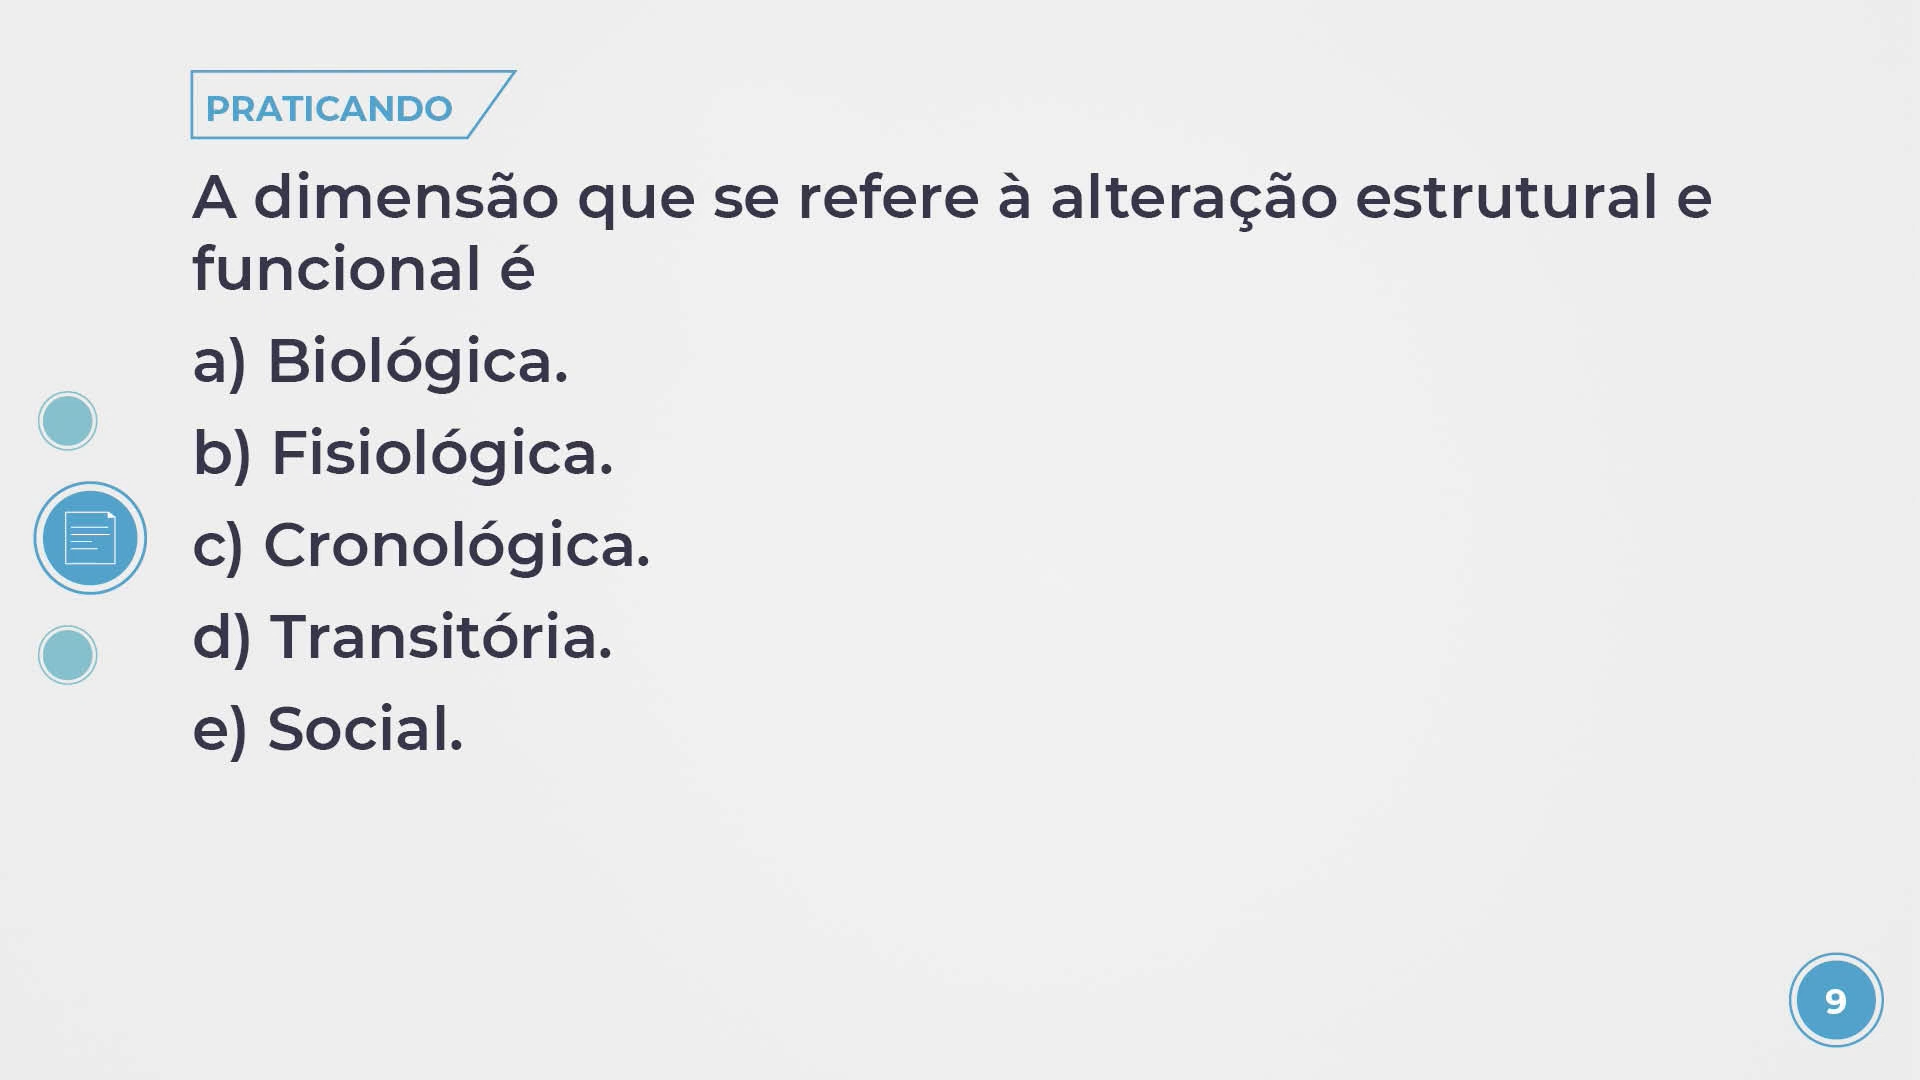 PRATICANDO
A dimensão que se refere à alteração estrutural e
funcional é
a) Biológica.
b) Fisiológica.
c) Cronológica.
d) Transitória.
e) Social.
9